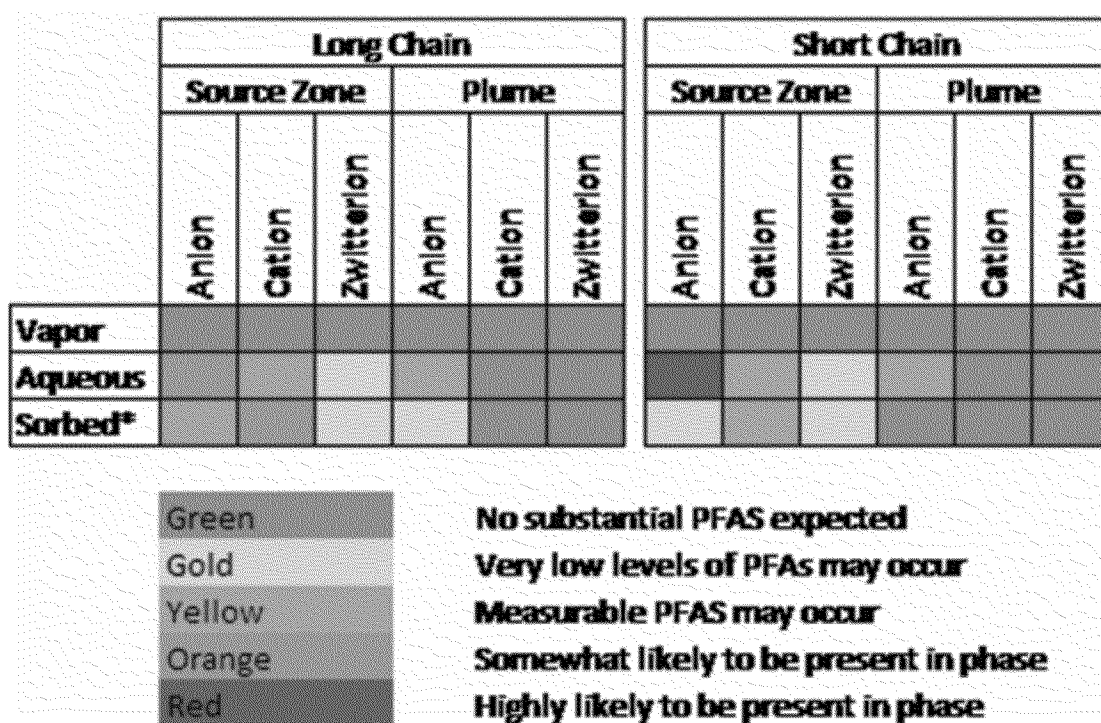 Long Chain Short Chain
Source Zone Plume Source Zone Plume
Anion Cation Zwitterion Anion Cation Zwitterion Anion Cation Zwitterion Anion Cation Zwitterion
Vapor
Aqueous
Sorbed*
Green No substantial PFAS expected
Gold Very low levels of PFAs may occur
Yellow Measurable PFAS may occur
Orange Somewhat likely to be present in phase
Red Highly likely to be present in phase